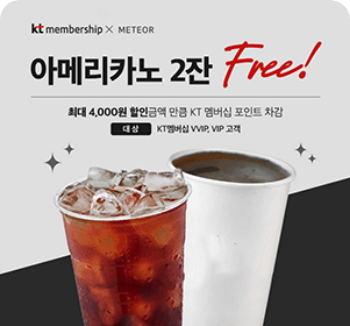 kt membership × METEOR
아메리카노 2잔 Free!
최대 4,000원 할인금액 만큼 KT 멤버십 포인트 차감
대상 KT멤버십 VVIP, VIP 고객